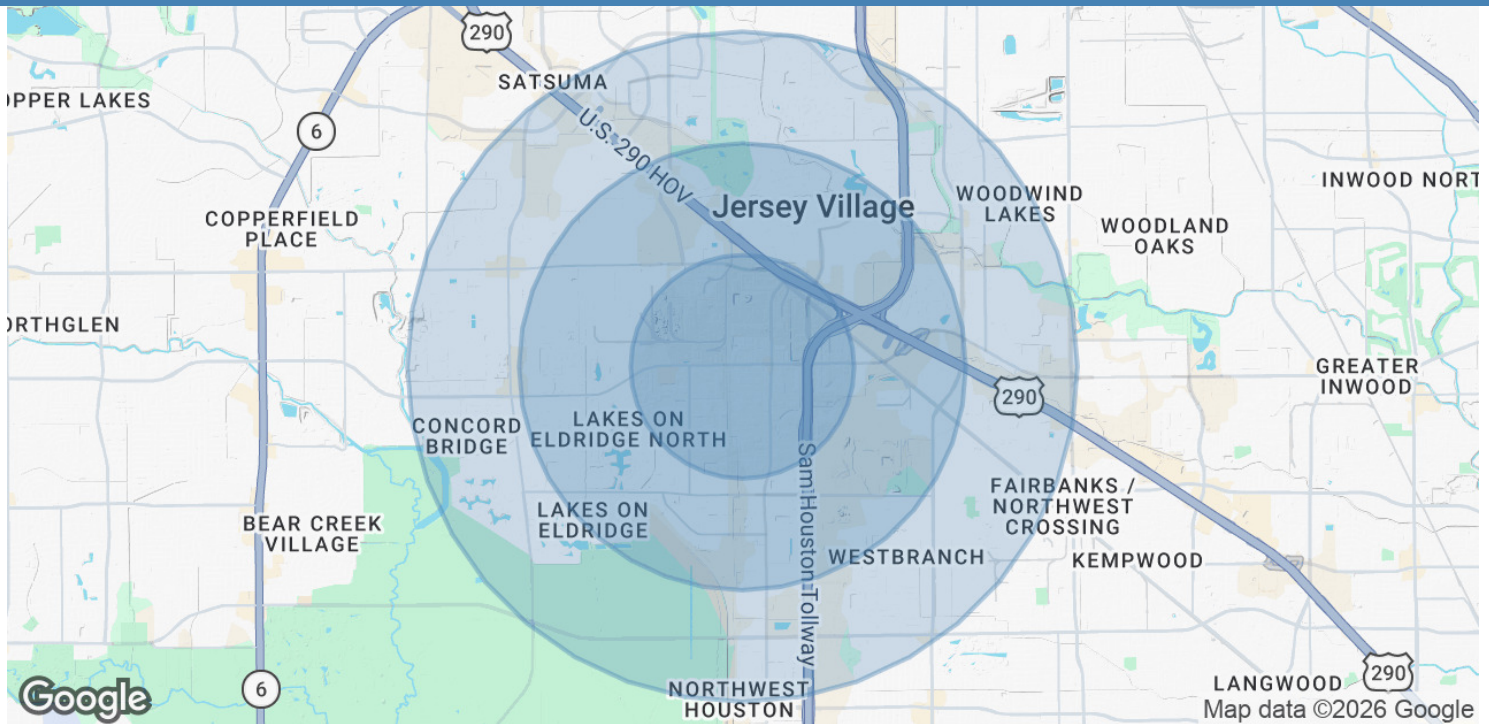 290
SATSUMA
OPPER LAKES
6
U.S. 290 HOV
WOODWIND
LAKES
INWOOD NORT
Jersey Village
COPPERFIELD
PLACE
WOODLAND
OAKS
ORTHGLEN
GREATER
INWOOD
290
CONCORD
BRIDGE
LAKES ON
ELDRIDGE NORTH
Sam Houston Tollway
FAIRBANKS /
NORTHWEST
CROSSING
LAKES ON
ELDRIDGE
BEAR CREEK
VILLAGE
WESTBRANCH
KEMPWOOD
290
6
NORTHWEST
HOUSTON
LANGWOOD
Google
Map data ©2026 Google